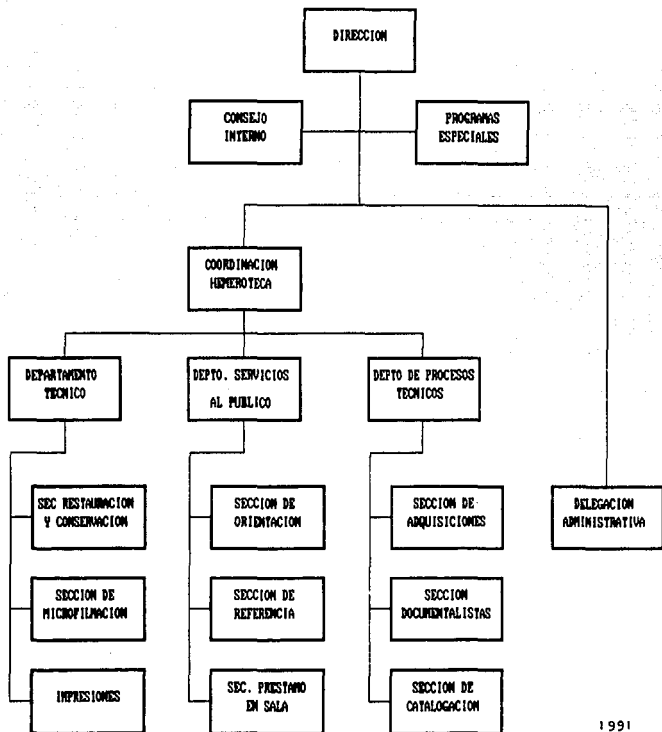 DIRECCION
CONSEJO
INTERNO
PROGRAMAS
ESPECIALES
COORDINACION
HEMEROTECA
DEPARTAMENTO
TECNICO
DEPTO. SERVICIOS
AL PUBLICO
DEPTO DE PROCESOS
TECNICOS
SEC RESTAURACION
Y CONSERVACION
SECCION DE
ORIENTACION
SECCION DE
ADQUISICIONES
DELEGACION
ADMINISTRATIVA
SECCION DE
MICROFILMACION
SECCION DE
REFERENCIA
SECCION
DOCUMENTALISTAS
IMPRESIONES
SEC. PRESTAMO
EN SALA
SECCION DE
CATALOGACION
1991